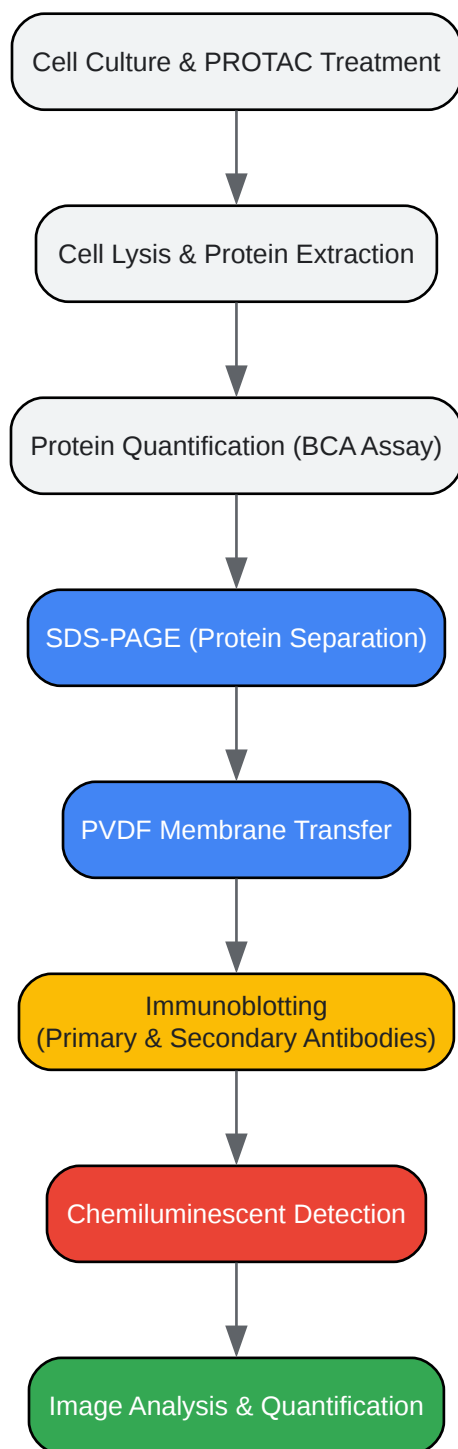 Cell Culture & PROTAC Treatment
Cell Lysis & Protein Extraction
Protein Quantification (BCA Assay)
SDS-PAGE (Protein Separation)
PVDF Membrane Transfer
Immunoblotting
(Primary & Secondary Antibodies)
Chemiluminescent Detection
Image Analysis & Quantification